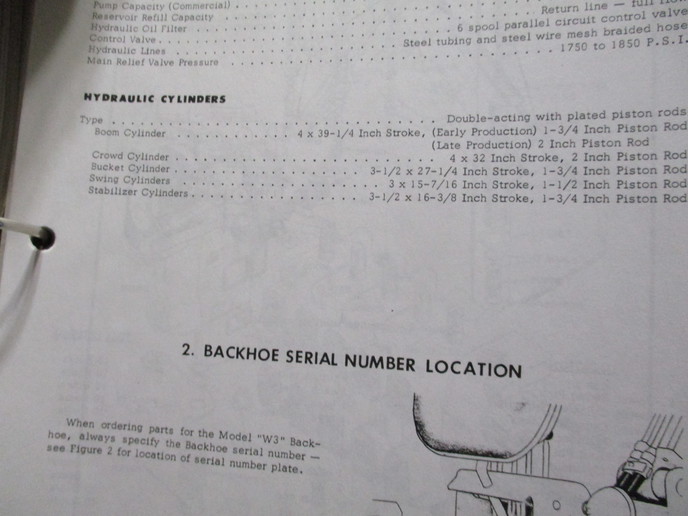 Pump Capacity (Commercial) . . . . . . . . . . . . . . . . . . . . Return line — full flow
Reservoir Refill Capacity
Hydraulic Oil Filter . . . . . . . . . . . . . . . . . . . . 6 spool parallel circuit control valve
Control Valve . . . . . . . . . . . . . . . . . . . . Steel tubing and steel wire mesh braided hose
Hydraulic Lines . . . . . . . . . . . . . . . . . . . . 1750 to 1850 P.S.I.
Main Relief Valve Pressure
HYDRAULIC CYLINDERS
Type . . . . . . . . . . . . . . . . . . . . Double-acting with plated piston rods
Boom Cylinder . . . . . . . . . . . 4 x 39-1/4 Inch Stroke, (Early Production) 1-3/4 Inch Piston Rod
(Late Production) 2 Inch Piston Rod
Crowd Cylinder . . . . . . . . . . . . . . . . . . . . 4 x 32 Inch Stroke, 2 Inch Piston Rod
Bucket Cylinder . . . . . . . . . . . . . . . . . 3-1/2 x 27-1/4 Inch Stroke, 1-3/4 Inch Piston Rod
Swing Cylinders . . . . . . . . . . . . . . . . . 3 x 15-7/16 Inch Stroke, 1-1/2 Inch Piston Rod
Stabilizer Cylinders . . . . . . . . . . . . . . . 3-1/2 x 16-3/8 Inch Stroke, 1-3/4 Inch Piston Rod
2. BACKHOE SERIAL NUMBER LOCATION
When ordering parts for the Model "W3" Back-
hoe, always specify the Backhoe serial number —
see Figure 2 for location of serial number plate.